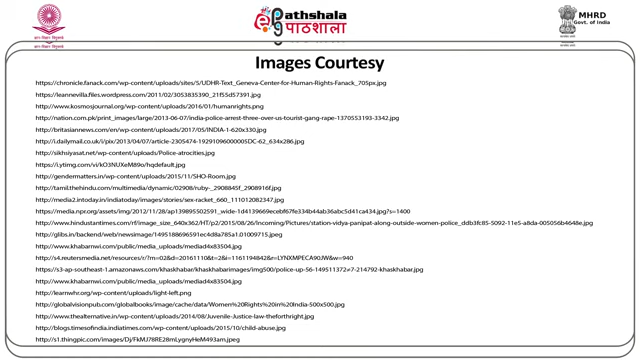 Pathshala
पाठशाला
MHRD
Govt. of India
Images Courtesy
https://chronicle.fanack.com/wp-content/uploads/sites/5/UDHR-Text_Geneva-Center-for-Human-Rights-Fanack_705px.jpg
https://leannevilla.files.wordpress.com/2011/02/3053835390_21f55d57391.jpg
http://www.kosmosjournal.org/wp-content/uploads/2016/01/humanrights.png
http://nation.com.pk/print_images/large/2013-06-07/india-police-arrest-three-over-us-tourist-gang-rape-1370553193-3342.jpg
http://britasiannews.com/en/wp-content/uploads/2017/05/INDIA-1-620x330.jpg
http://i.dailymail.co.uk/i/pix/2013/04/07/article-2305474-1929109600005DC-62_634x286.jpg
http://sikhsiyasat.net/wp-content/uploads/Police-atrocities.jpg
https://i.ytimg.com/vi/kO3NUXeM89o/hqdefault.jpg
http://gendermatters.in/wp-content/uploads/2015/11/SHO-Room.jpg
http://tamil.thehindu.com/multimedia/dynamic/02908/ruby-_2908845f_2908916f.jpg
http://media2.intoday.in/indiatoday/images/stories/sex-racket_660_111012082347.jpg
https://media.npr.org/assets/img/2012/11/28/ap139895502591_wide-1d4139669ecebf67fe334b44ab36abc5d41ca434.jpg?s=1400
http://www.hindustantimes.com/rf/image_size_640x362/HT/p2/2015/08/26/Incoming/Pictures/station-vidya-panipat-along-outside-women-police_ddb3fc85-5092-11e5-a8da-005056b4648e.jpg
http://glibs.in/backend/web/newsimage/1495188696591ec4d8a785a1.01009715.jpeg
http://www.khabarnwi.com/public/media_uploads/mediad4x83504.jpg
http://s4.reutersmedia.net/resources/r/?m=02&d=20161110&t=2&i=1161194842&r=LYNXMPECA90JW&w=940
https://s3-ap-southeast-1.amazonaws.com/khaskhabar/khaskhabarimages/img500/police-up-56-149511372×7-214792-khaskhabar.jpg
http://www.khabarnwi.com/public/media_uploads/mediad4x83504.jpg
http://learnwhr.org/wp-content/uploads/light-left.png
http://globalvisionpub.com/globalbooks/image/cache/data/Women%20Rights%20in%20India-500x500.jpg
http://www.thealternative.in/wp-content/uploads/2014/08/Juvenile-Justice-law-theforthright.jpg
http://blogs.timesofindia.indiatimes.com/wp-content/uploads/2015/10/child-abuse.jpg
http://s1.thingpic.com/images/Dj/FkMJ78RE28mLygnyHeM493am.jpeg